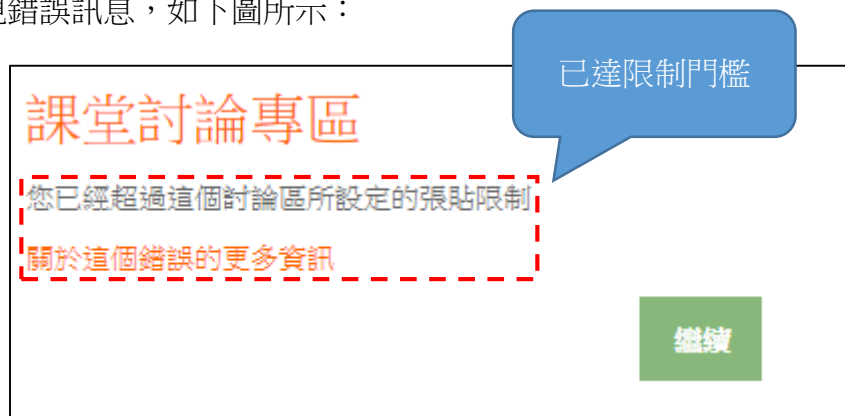 見錯誤訊息，如下圖所示：
已達限制門檻
課堂討論專區
您已經超過這個討論區所設定的張貼限制
關於這個錯誤的更多資訊
繼續